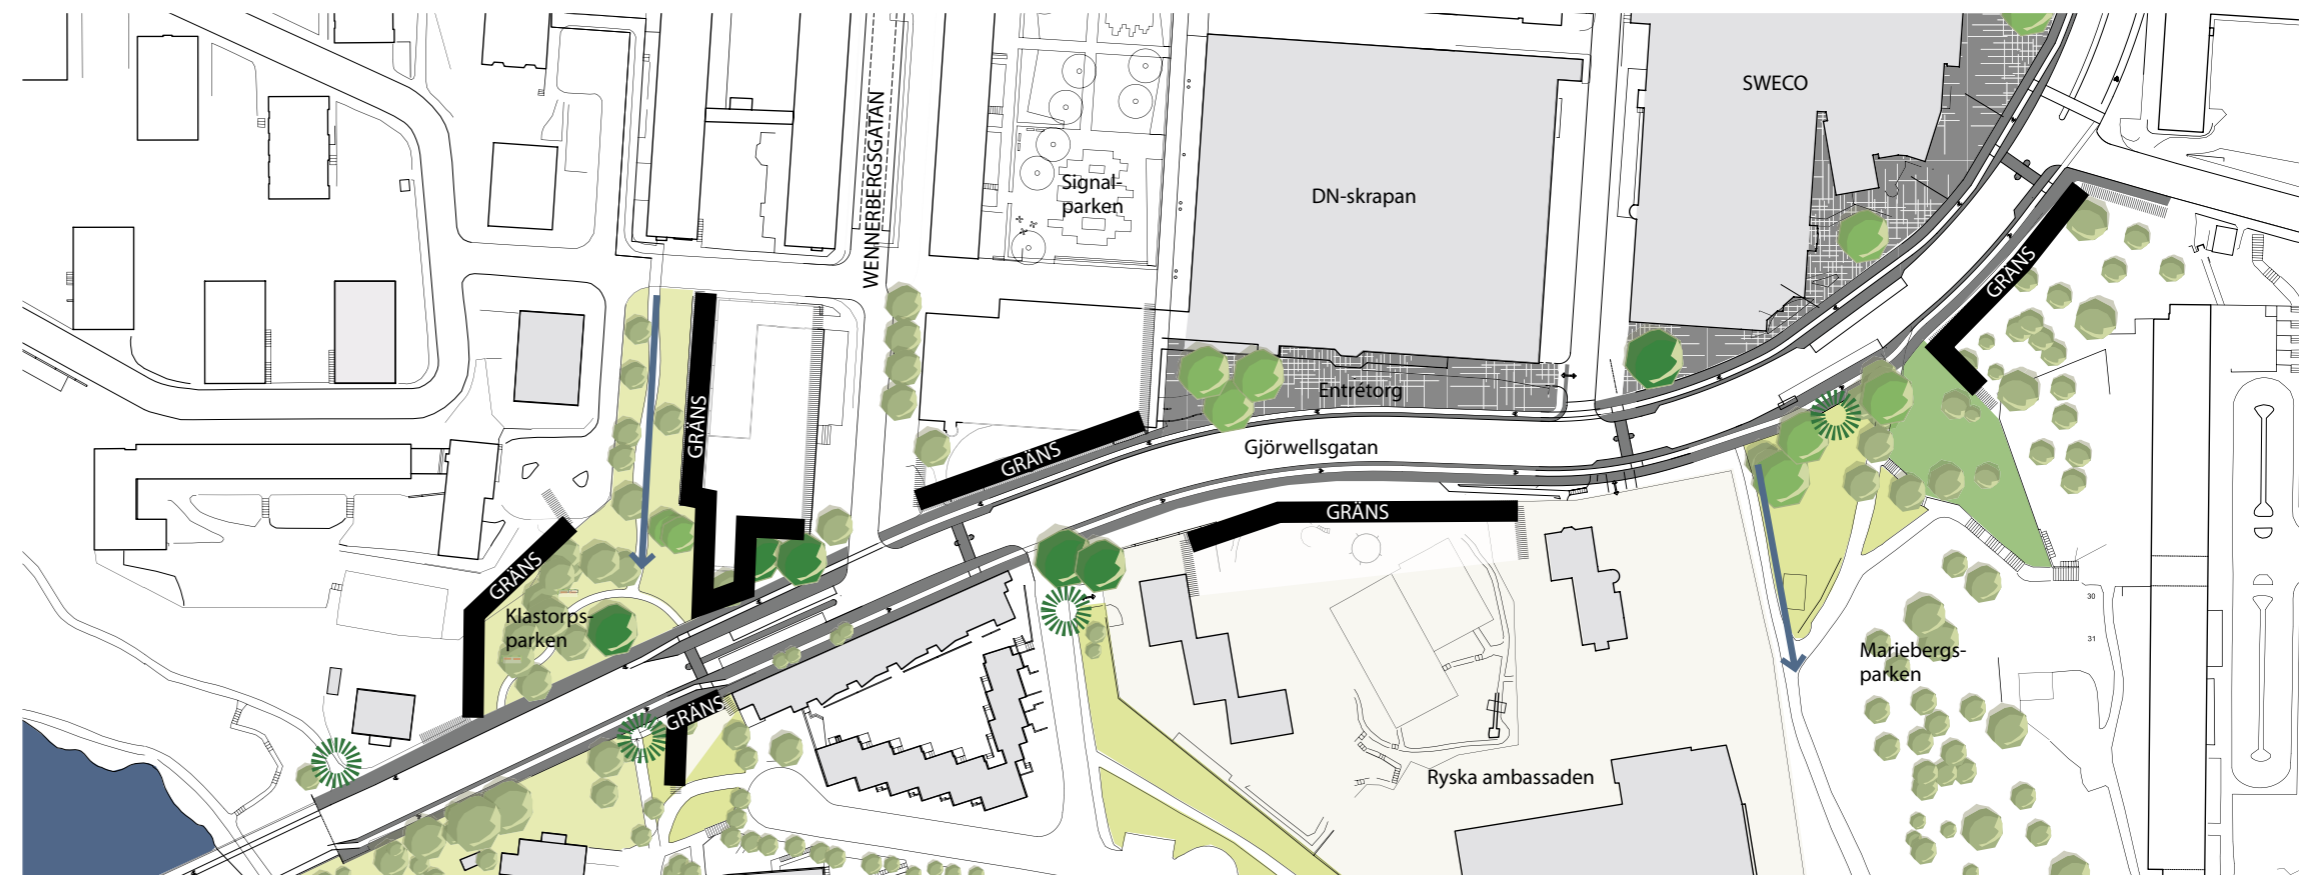 SWECO
WENNERBERGSGATAN
Signal-
parken
DN-skrapan
GRÄNS
Entrétorg
GRÄNS
GRÄNS
Gjörwellsgatan
GRÄNS
GRÄNS
Klastorps-
parken
GRÄNS
30
31
Mariebergs-
parken
Ryska ambassaden